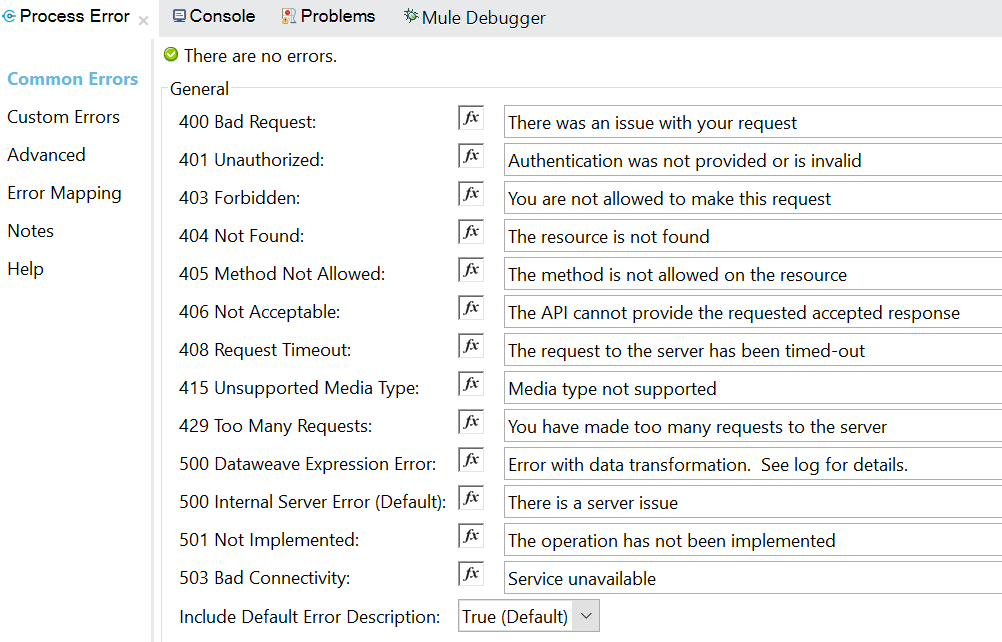 Process Error Console Problems Mule Debugger
There are no errors.
Common Errors
Custom Errors
Advanced
Error Mapping
Notes
Help
General
400 Bad Request: fx There was an issue with your request
401 Unauthorized: fx Authentication was not provided or is invalid
403 Forbidden: fx You are not allowed to make this request
404 Not Found: fx The resource is not found
405 Method Not Allowed: fx The method is not allowed on the resource
406 Not Acceptable: fx The API cannot provide the requested accepted response
408 Request Timeout: fx The request to the server has been timed-out
415 Unsupported Media Type: fx Media type not supported
429 Too Many Requests: fx You have made too many requests to the server
500 Dataweave Expression Error: fx Error with data transformation.  See log for details.
500 Internal Server Error (Default): fx There is a server issue
501 Not Implemented: fx The operation has not been implemented
503 Bad Connectivity: fx Service unavailable
Include Default Error Description: True (Default)